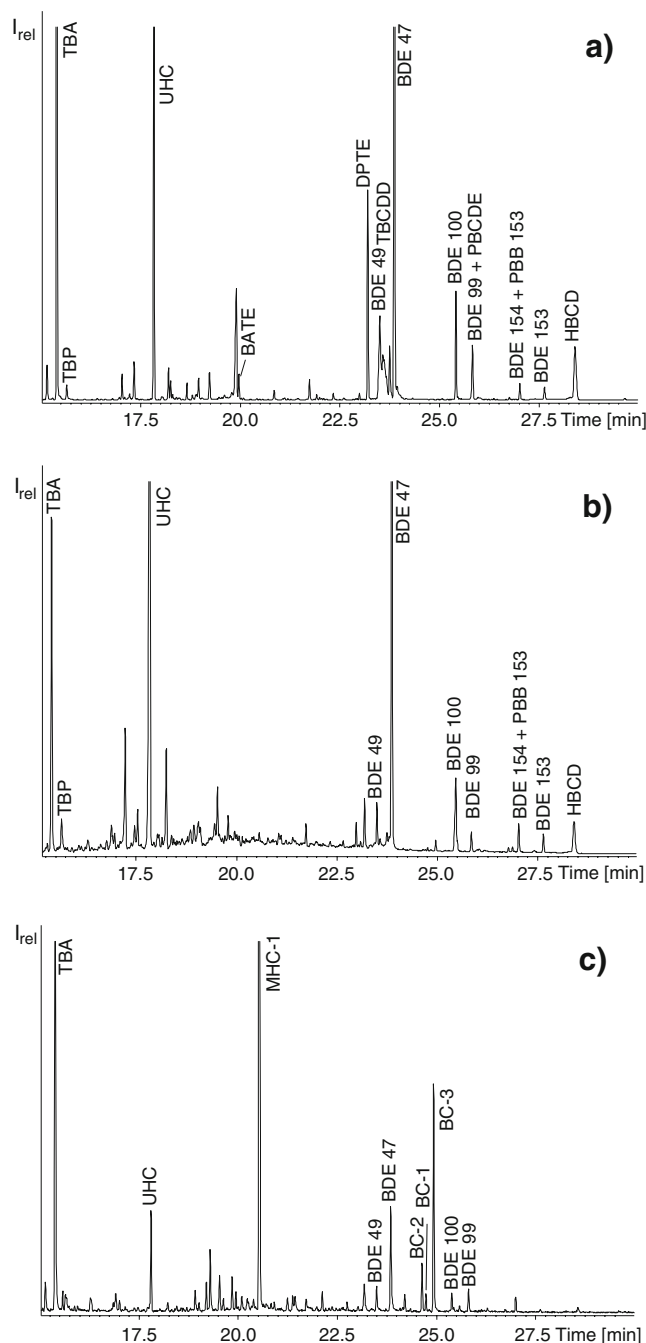 a)
I rel
TBA
TBP
UHC
BATE
DPTE
BDE 49
TBCDD
BDE 47
BDE 100
BDE 99 + PBCDE
BDE 154 + PBB 153
BDE 153
HBCD
17.5 20.0 22.5 25.0 27.5 Time [min]
b)
I rel
TBA
TBP
UHC
BDE 49
BDE 47
BDE 100
BDE 99
BDE 154 + PBB 153
BDE 153
HBCD
17.5 20.0 22.5 25.0 27.5 Time [min]
c)
I rel
TBA
UHC
MHC-1
BDE 49
BDE 47
BC-2
BC-1
BC-3
BDE 100
BDE 99
17.5 20.0 22.5 25.0 27.5 Time [min]